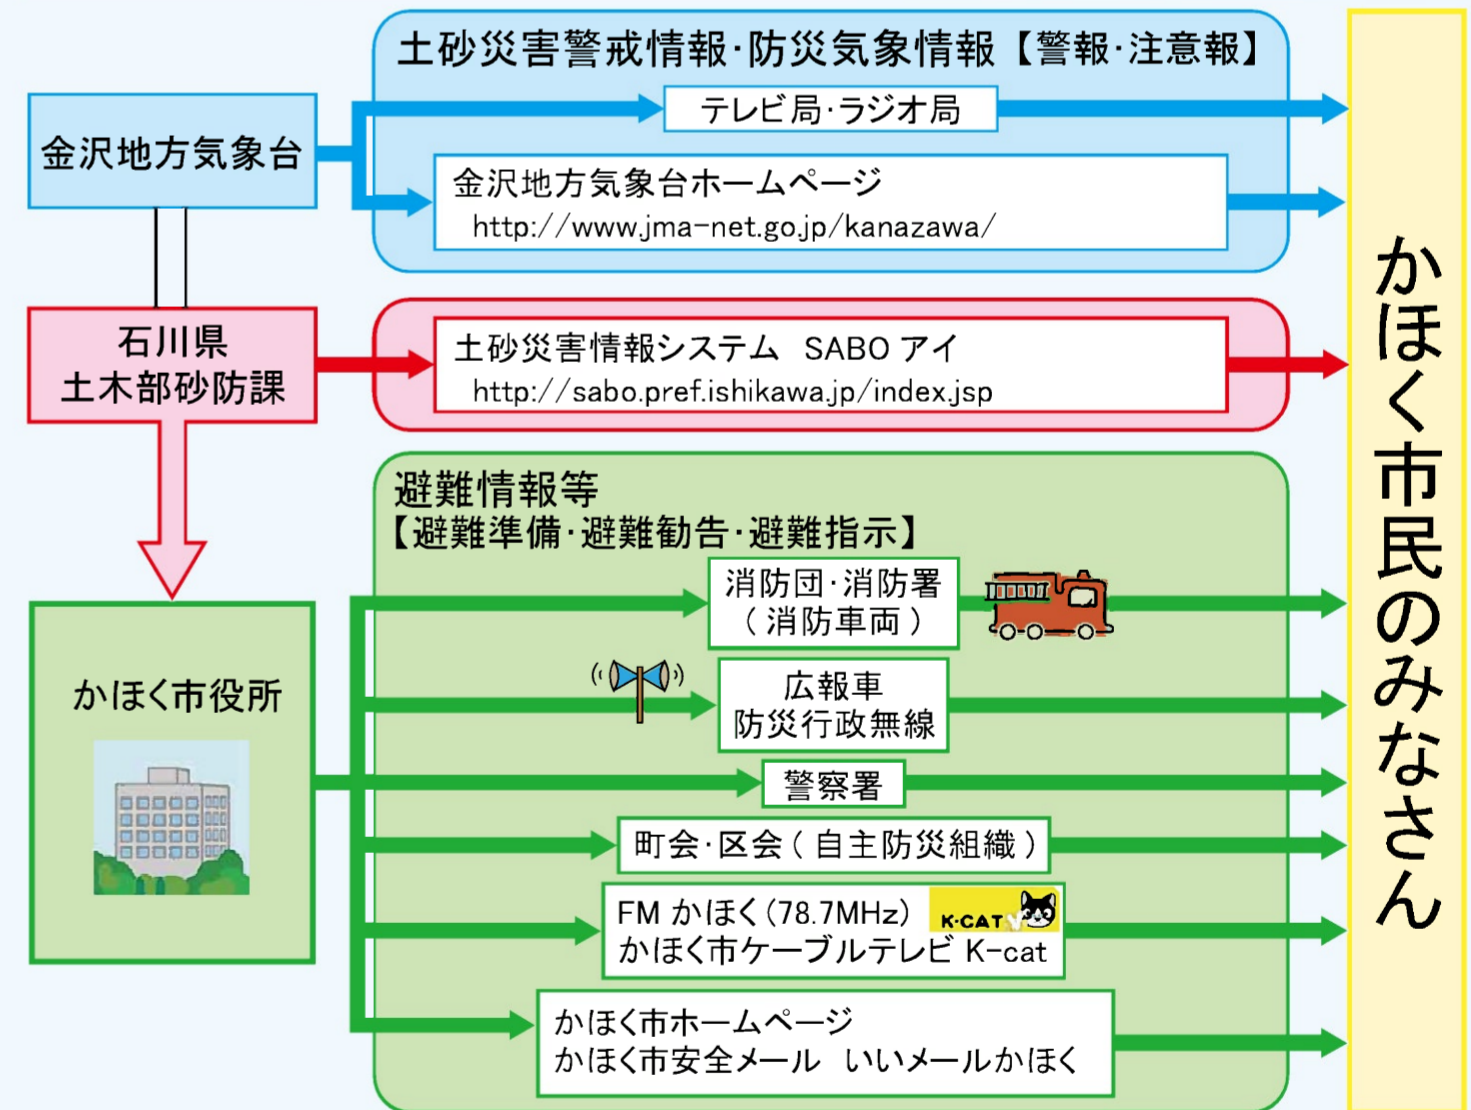 土砂災害警戒情報・防災気象情報【警報・注意報】
金沢地方気象台
テレビ局・ラジオ局
金沢地方気象台ホームページ
http://www.jma-net.go.jp/kanazawa/
石川県
土木部砂防課
土砂災害情報システム SABO アイ
http://sabo.pref.ishikawa.jp/index.jsp
かほく市役所
避難情報等
【避難準備・避難勧告・避難指示】
消防団・消防署
（消防車両）
広報車
防災行政無線
警察署
町会・区会（自主防災組織）
FM かほく（78.7MHz）
K・CAT
かほく市ケーブルテレビ K-cat
かほく市ホームページ
かほく市安全メール いいメールかほく
かほく市民のみなさん